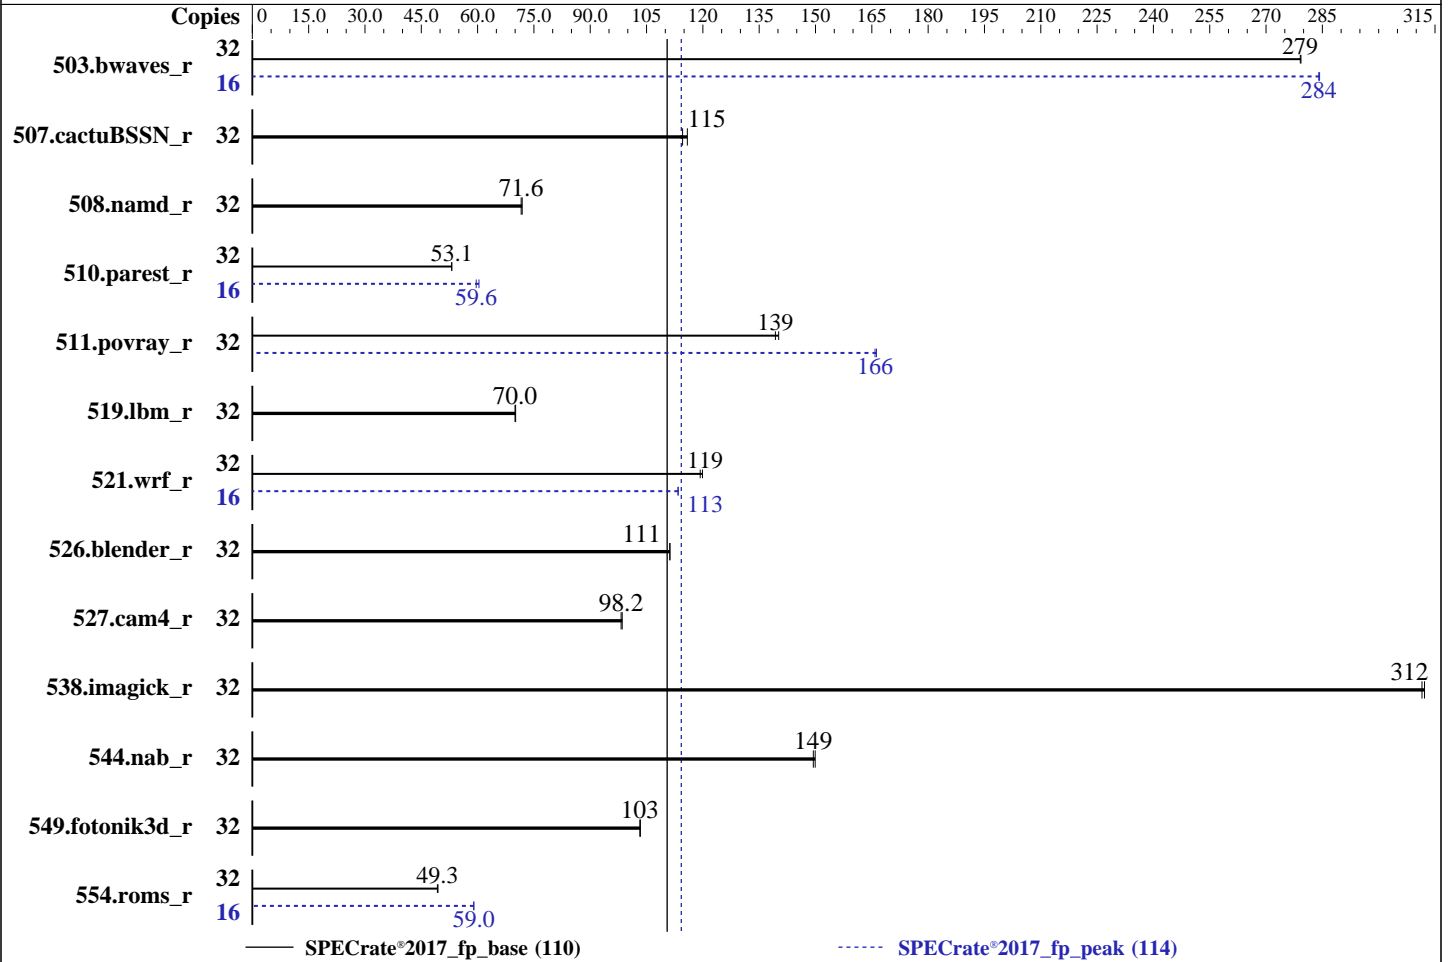 Copies 0 15.0 30.0 45.0 60.0 75.0 90.0 105 120 135 150 165 180 195 210 225 240 255 270 285 315
503.bwaves_r 32 279
16 284
507.cactuBSSN_r 32 115
508.namd_r 32 71.6
510.parest_r 32 53.1
16 59.6
511.povray_r 32 139
166
519.lbm_r 32 70.0
521.wrf_r 32 119
16 113
526.blender_r 32 111
527.cam4_r 32 98.2
538.imagick_r 32 312
544.nab_r 32 149
549.fotonik3d_r 32 103
554.roms_r 32 49.3
16 59.0
SPECrate®2017_fp_base (110) SPECrate®2017_fp_peak (114)